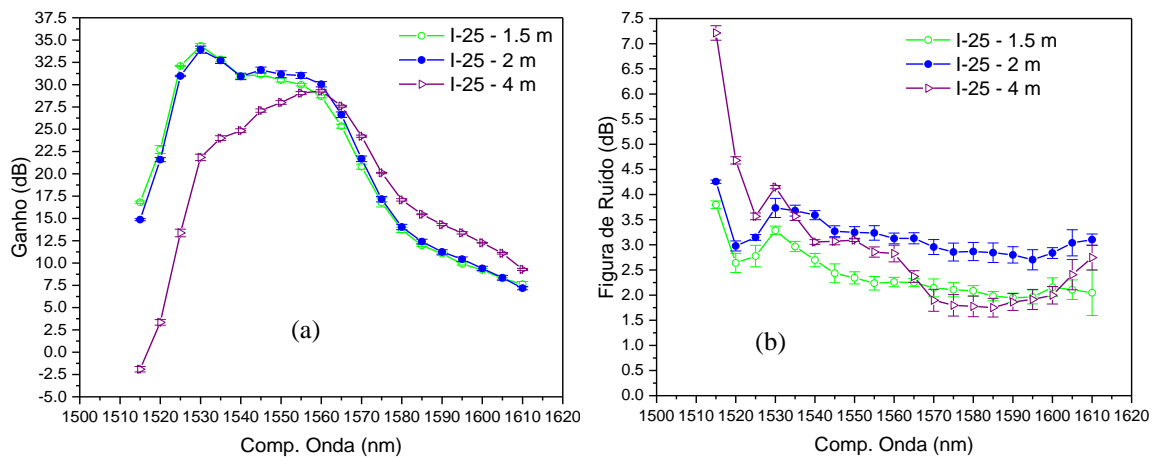 37.5
35.0
32.5
30.0
27.5
25.0
22.5
20.0
17.5
15.0
12.5
10.0
7.5
5.0
2.5
0.0
-2.5
-5.0
Ganho (dB)
I-25 - 1.5 m
I-25 - 2 m
I-25 - 4 m
(a)
1500 1510 1520 1530 1540 1550 1560 1570 1580 1590 1600 1610 1620
Comp. Onda (nm)
7.5
7.0
6.5
6.0
5.5
5.0
4.5
4.0
3.5
3.0
2.5
2.0
1.5
1.0
0.5
0.0
Figura de Ruído (dB)
I-25 - 1.5 m
I-25 - 2 m
I-25 - 4 m
(b)
1500 1510 1520 1530 1540 1550 1560 1570 1580 1590 1600 1610 1620
Comp. Onda (nm)